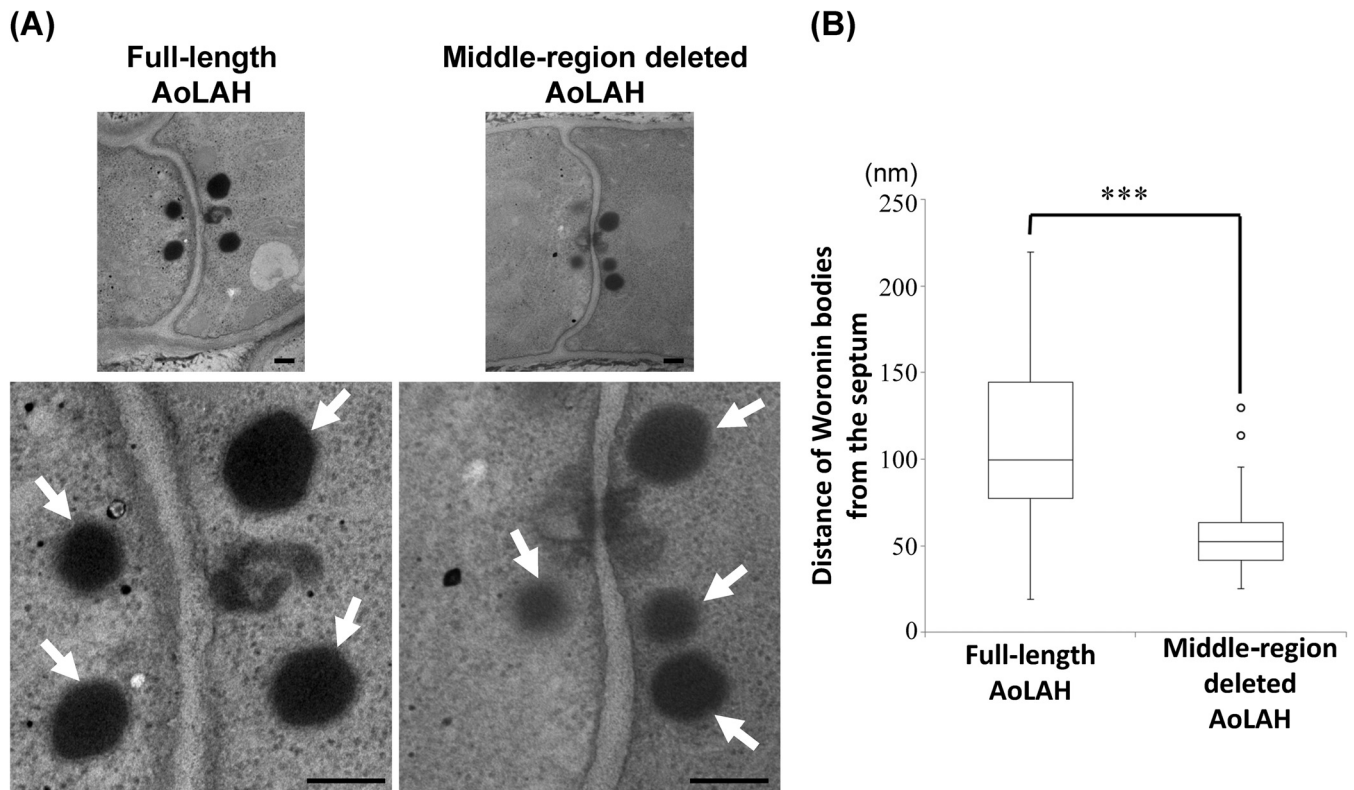 (A)
Full-length
AoLAH
Middle-region deleted
AoLAH
(B)
(nm)
250
200
150
100
50
0
***
Distance of Woronin bodies
from the septum
Full-length
AoLAH
Middle-region
deleted
AoLAH